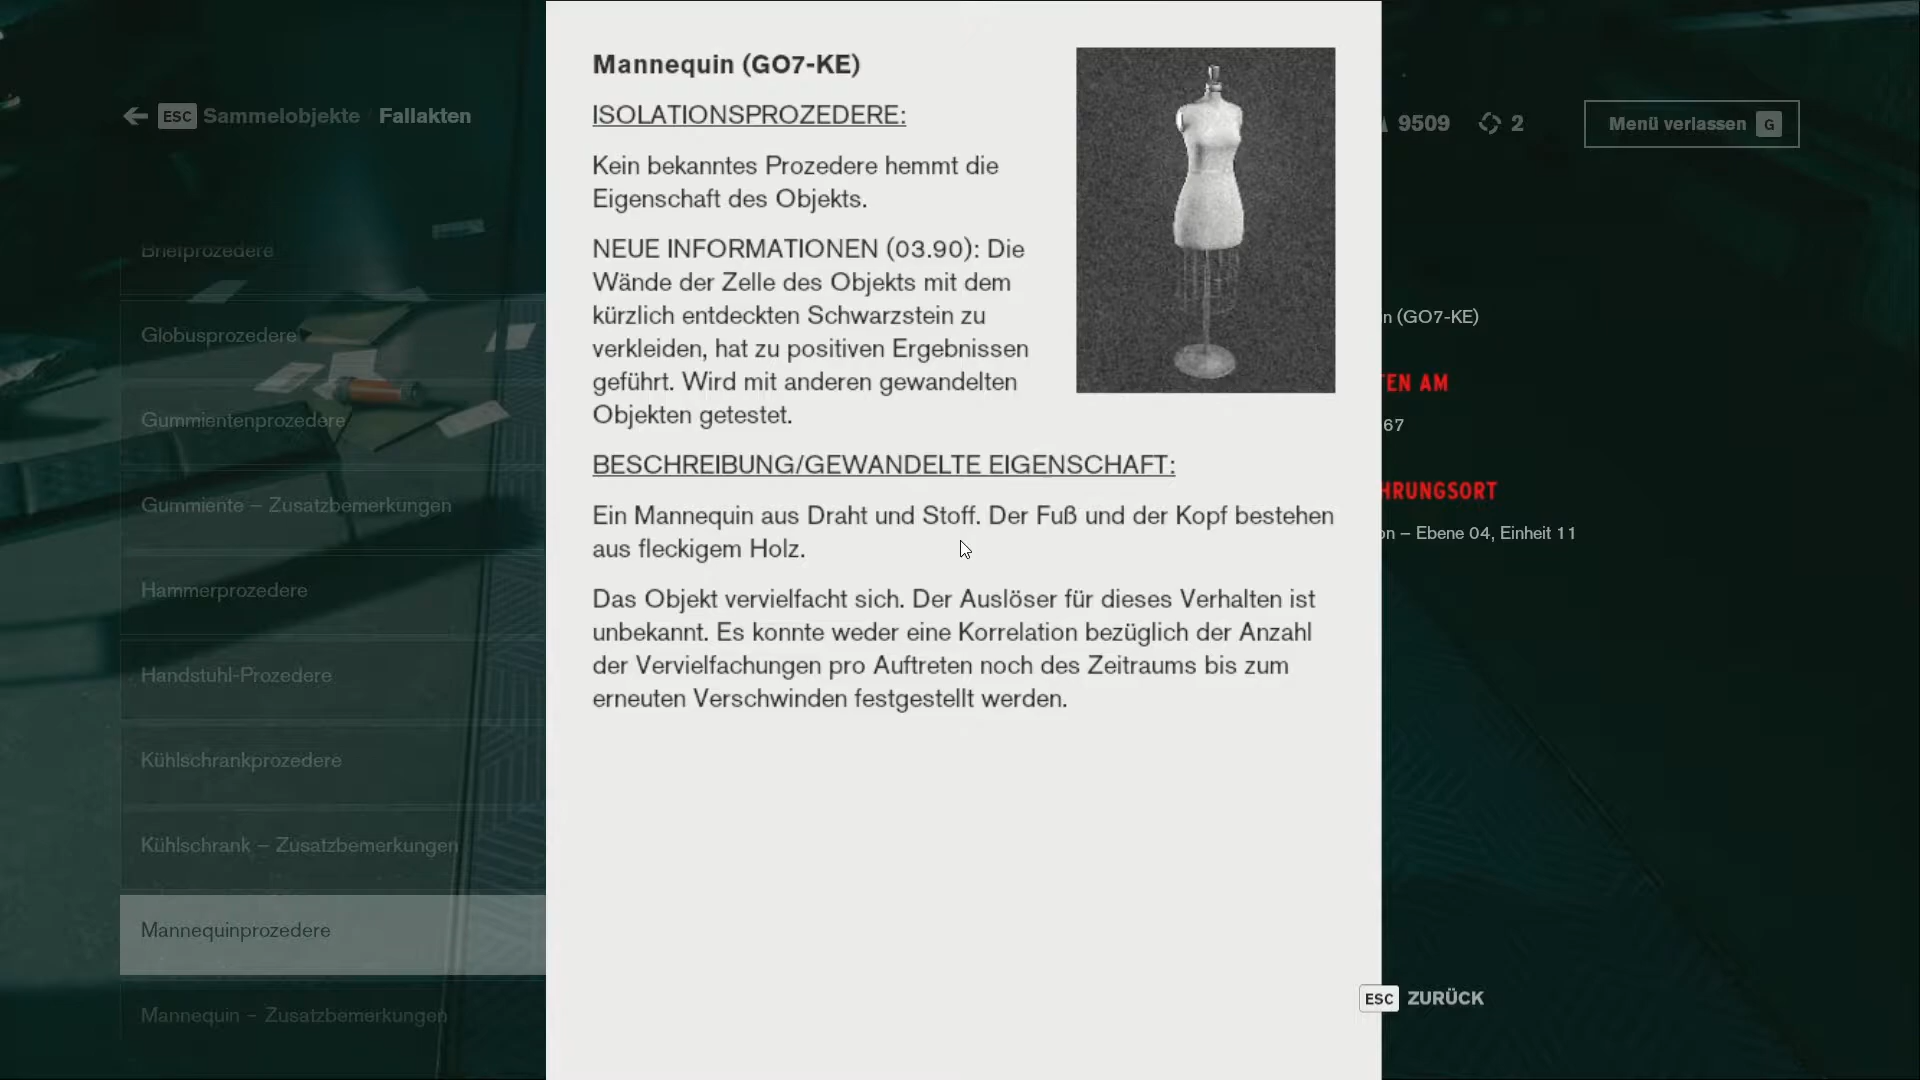 Mannequin (GO7-KE)
ISOLATIONSPROZEDERE:
Kein bekanntes Prozedere hemmt die
Eigenschaft des Objekts.
NEUE INFORMATIONEN (03.90): Die
Wände der Zelle des Objekts mit dem
kürzlich entdeckten Schwarzstein zu
verkleiden, hat zu positiven Ergebnissen
geführt. Wird mit anderen gewandelten
Objekten getestet.
BESCHREIBUNG/GEWANDELTE EIGENSCHAFT:
Ein Mannequin aus Draht und Stoff. Der Fuß und der Kopf bestehen
aus fleckigem Holz.
Das Objekt vervielfacht sich. Der Auslöser für dieses Verhalten ist
unbekannt. Es konnte weder eine Korrelation bezüglich der Anzahl
der Vervielfachungen pro Auftreten noch des Zeitraums bis zum
erneuten Verschwinden festgestellt werden.
ESC Sammelobjekte / Fallakten
Briefprozedere
Globusprozedere
Gummientenprozedere
Gummiente – Zusatzbemerkungen
Hammerprozedere
Handstuhl-Prozedere
Kühlschrankprozedere
Kühlschrank – Zusatzbemerkungen
Mannequinprozedere
Mannequin – Zusatzbemerkungen
9509 2
Menü verlassen G
n (GO7-KE)
TEN AM
67
HRUNGSORT
on – Ebene 04, Einheit 11
ESC ZURÜCK